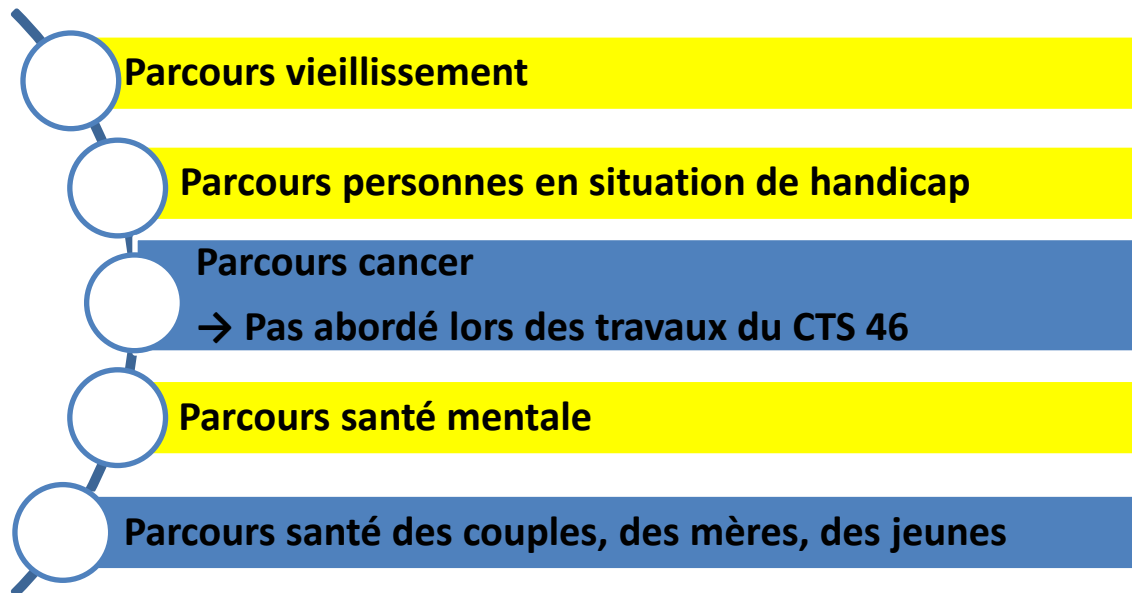 Parcours vieillissement
Parcours personnes en situation de handicap
Parcours cancer
→ Pas abordé lors des travaux du CTS 46
Parcours santé mentale
Parcours santé des couples, des mères, des jeunes